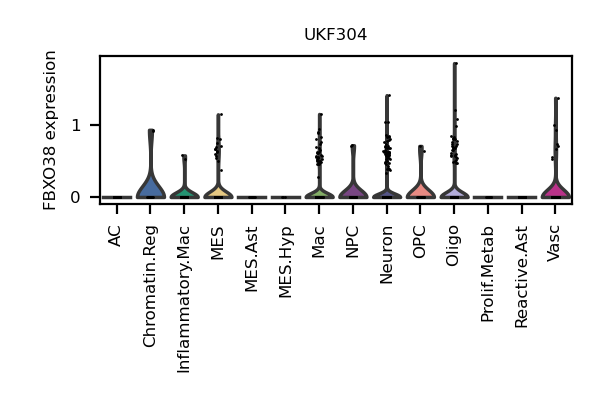 UKF304
FBXO38 expression
1
0
AC
Chromatin.Reg
Inflammatory.Mac
MES
MES.Ast
MES.Hyp
Mac
NPC
Neuron
OPC
Oligo
Prolif.Metab
Reactive.Ast
Vasc